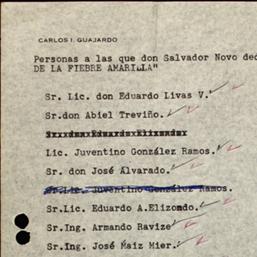 CARLOS I. GUAJARDO
Personas a las que don Salvador Novo ded
DE LA FIEBRE AMARILLA"
Sr. Lic. don Eduardo Livas V.
Sr.don Abiel Treviño.
Lic. Juventino González Ramos.
Sr. don José Alvarado.
Sr.Lic. Juventino González Ramos.
Sr.Lic. Eduardo A.Elizondo.
Sr.Ing. Armando Ravize
Sr.Ing. José Maiz Mier.